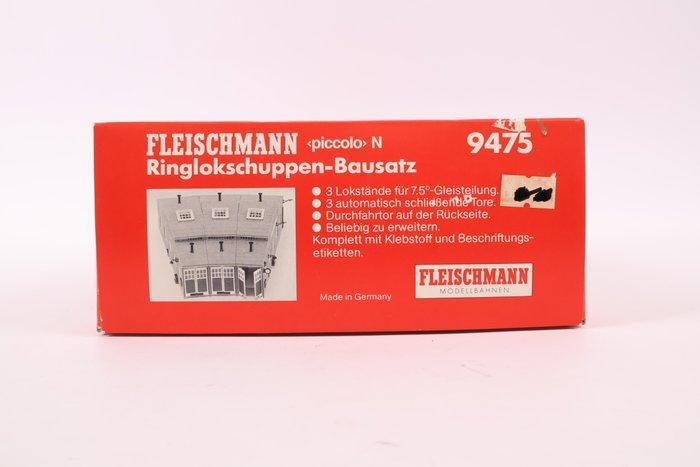 FLEISCHMANN ‹piccolo› N 9475
Ringlokschuppen-Bausatz
● 3 Lokstände für 7.5°-Gleisteilung.
● 3 automatisch schließende Tore.
● Durchfahrtor auf der Rückseite.
● Beliebig zu erweitern.
Komplett mit Klebstoff und Beschriftungs-
etiketten.
Made in Germany
FLEISCHMANN
MODELLBAHNEN